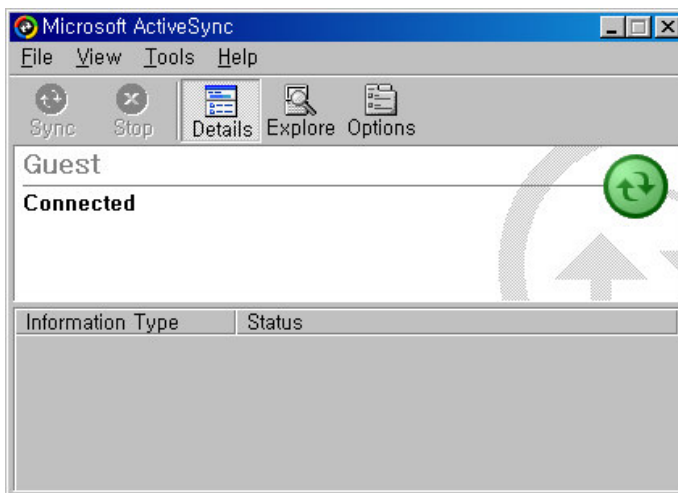 Microsoft ActiveSync
File View Tools Help
Sync Stop Details Explore Options
Guest
Connected
Information Type Status